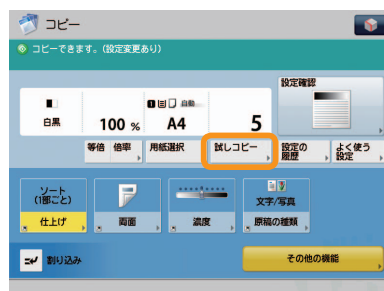 コピー
コピーできます。(設定変更あり)
設定確認
自動
白黒
100 %
A4
5
等倍
倍率
用紙選択
試しコピー
設定の
履歴
よく使う
設定
ソート
(1部ごと)
文字/写真
仕上げ
両面
濃度
原稿の種類
割り込み
その他の機能